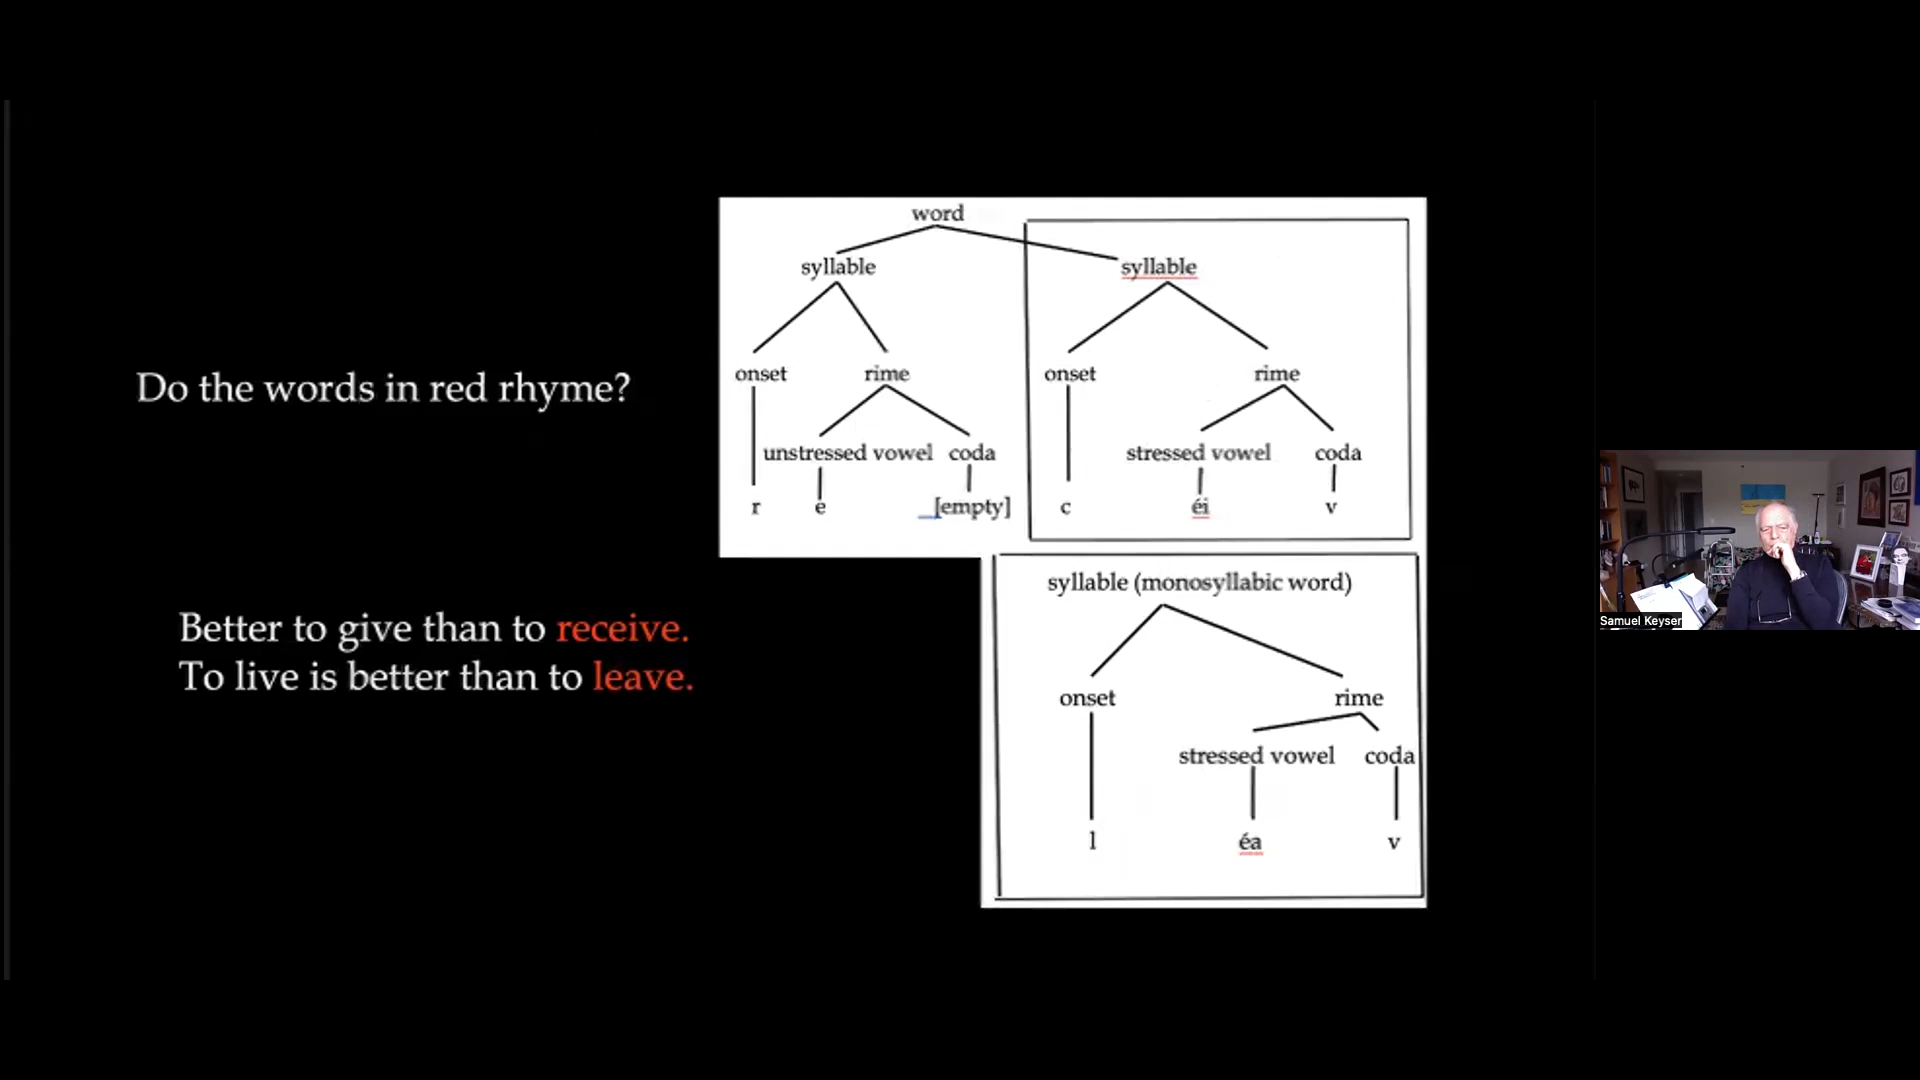 Do the words in red rhyme?
Better to give than to receive.
To live is better than to leave.
word
syllable syllable
onset rime onset rime
unstressed vowel coda stressed vowel coda
r e [empty] c éi v
syllable (monosyllabic word)
onset rime
stressed vowel coda
l éa v
Samuel Keyser